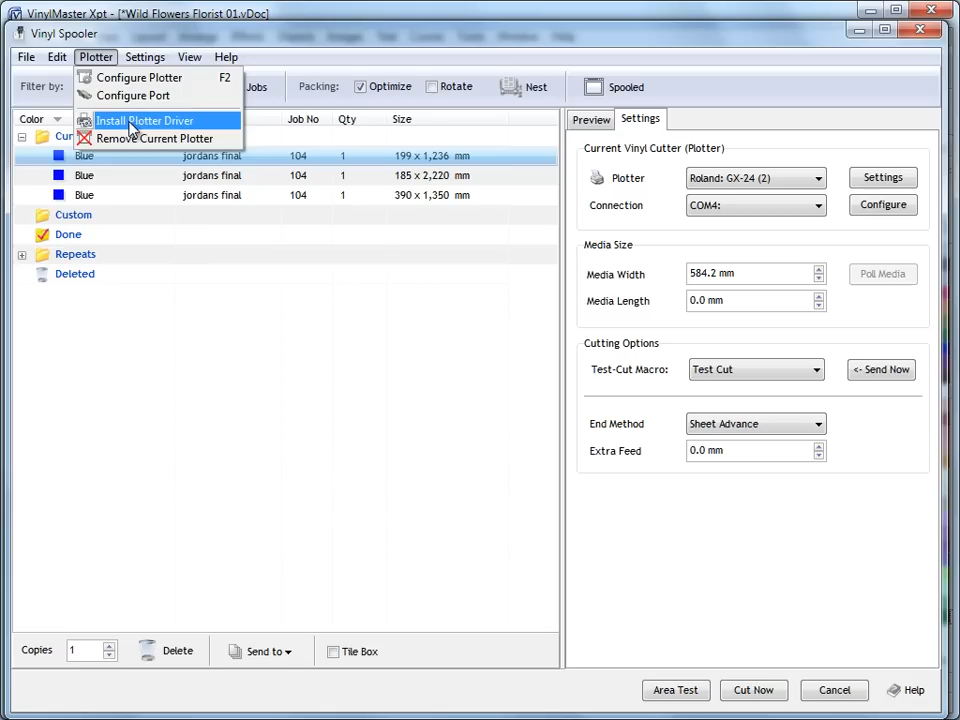 VinylMaster Xpt - [*Wild Flowers Florist 01.vDoc]
Vinyl Spooler
File Edit Plotter Settings View Help
Filter by: Jobs Packing: Optimize Rotate Nest Spooled
Configure Plotter F2
Configure Port
Install Plotter Driver
Remove Current Plotter
Color Job No Qty Size
Cur
Blue jordans final 104 1 199 x 1,236 mm
Blue jordans final 104 1 185 x 2,220 mm
Blue jordans final 104 1 390 x 1,350 mm
Custom
Done
Repeats
Deleted
Preview Settings
Current Vinyl Cutter (Plotter)
Plotter Roland: GX-24 (2) Settings
Connection COM4: Configure
Media Size
Media Width 584.2 mm Poll Media
Media Length 0.0 mm
Cutting Options
Test-Cut Macro: Test Cut <- Send Now
End Method Sheet Advance
Extra Feed 0.0 mm
Copies 1 Delete Send to Tile Box
Area Test Cut Now Cancel Help